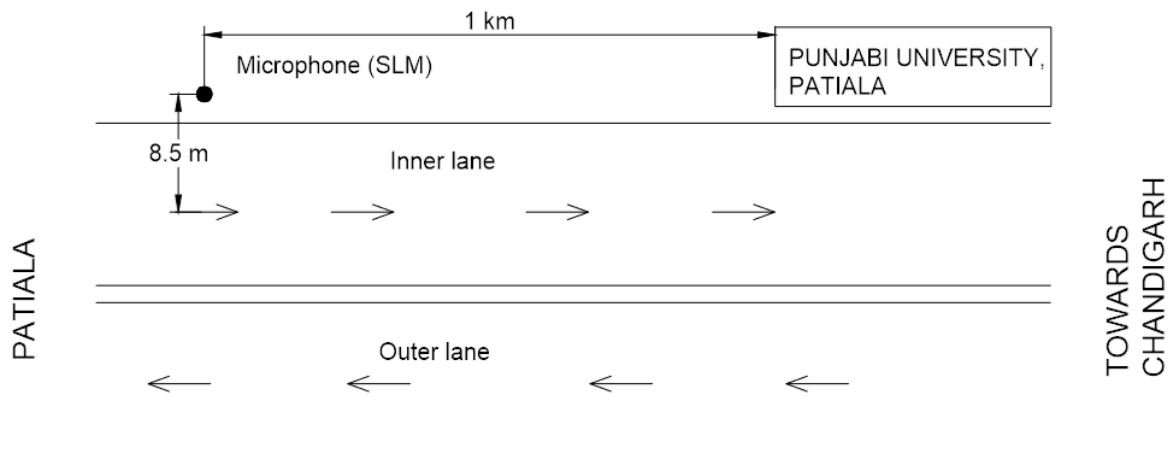 1 km
Microphone (SLM)
PUNJABI UNIVERSITY,
PATIALA
8.5 m
Inner lane
PATIALA
TOWARDS
CHANDIGARH
Outer lane